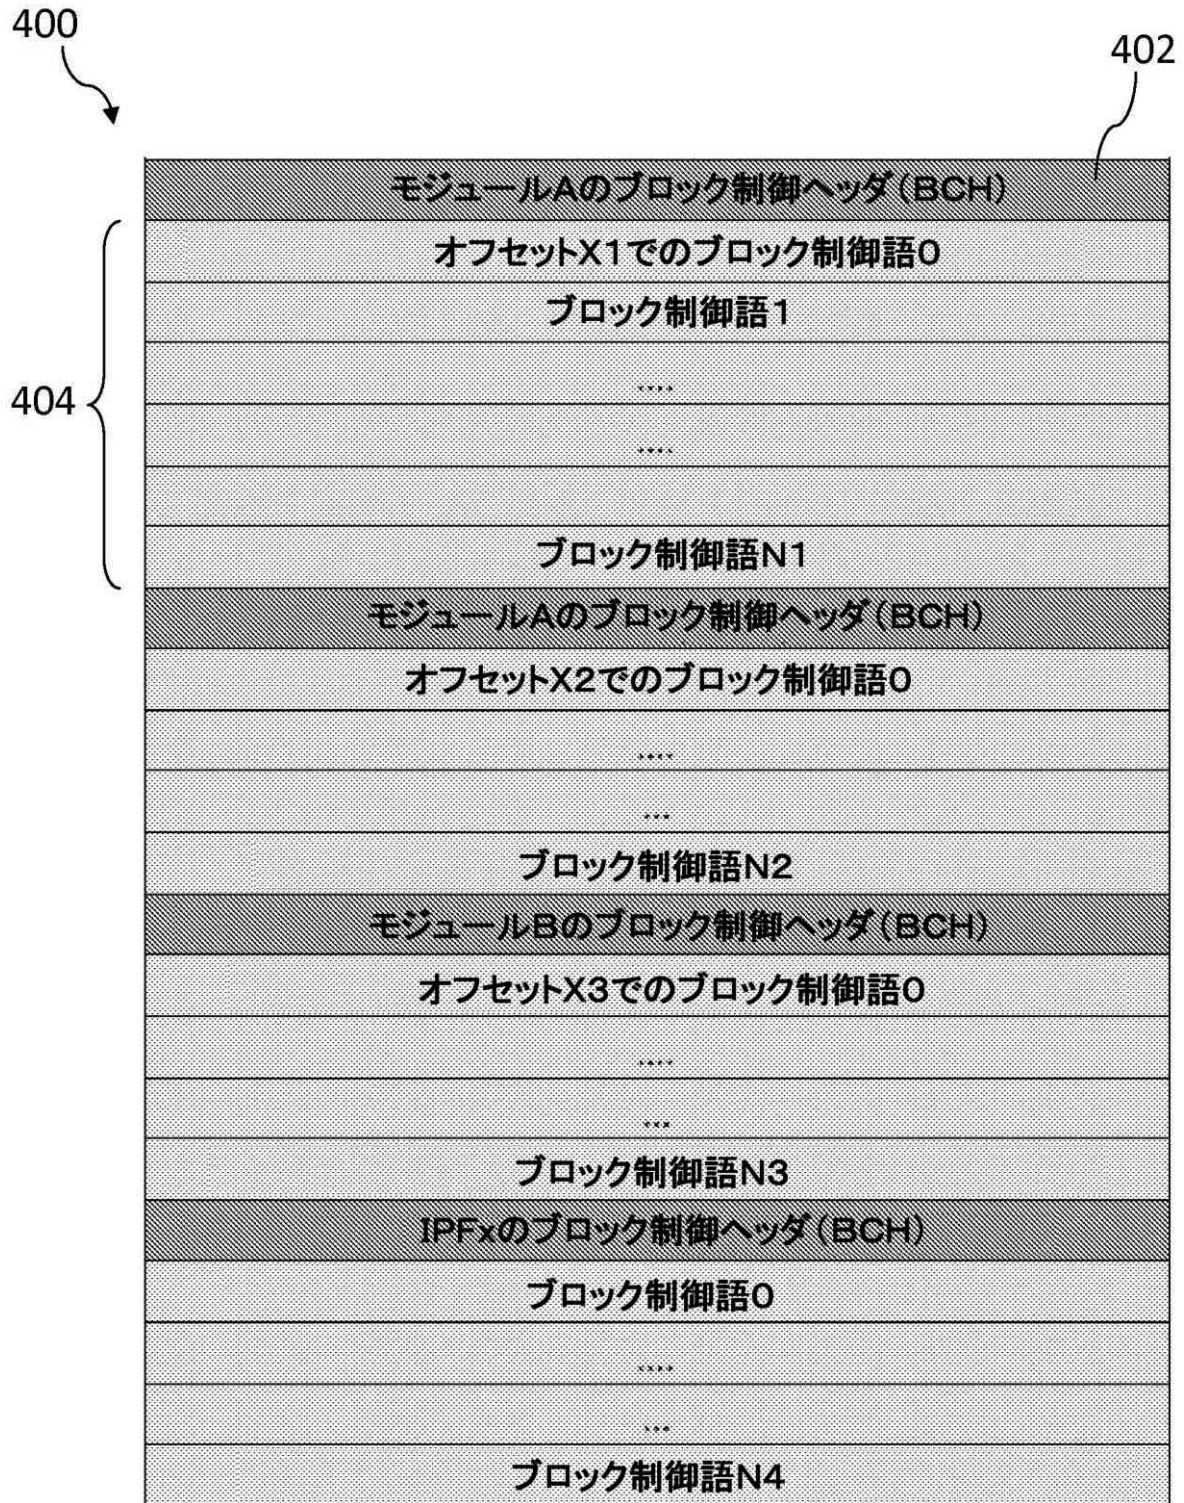 400
402
モジュールAのブロック制御ヘッダ(BCH)
オフセットX1でのブロック制御語0
ブロック制御語1
....
404
....
ブロック制御語N1
モジュールAのブロック制御ヘッダ(BCH)
オフセットX2でのブロック制御語0
....
...
ブロック制御語N2
モジュールBのブロック制御ヘッダ(BCH)
オフセットX3でのブロック制御語0
....
...
ブロック制御語N3
IPFxのブロック制御ヘッダ(BCH)
ブロック制御語0
....
...
ブロック制御語N4